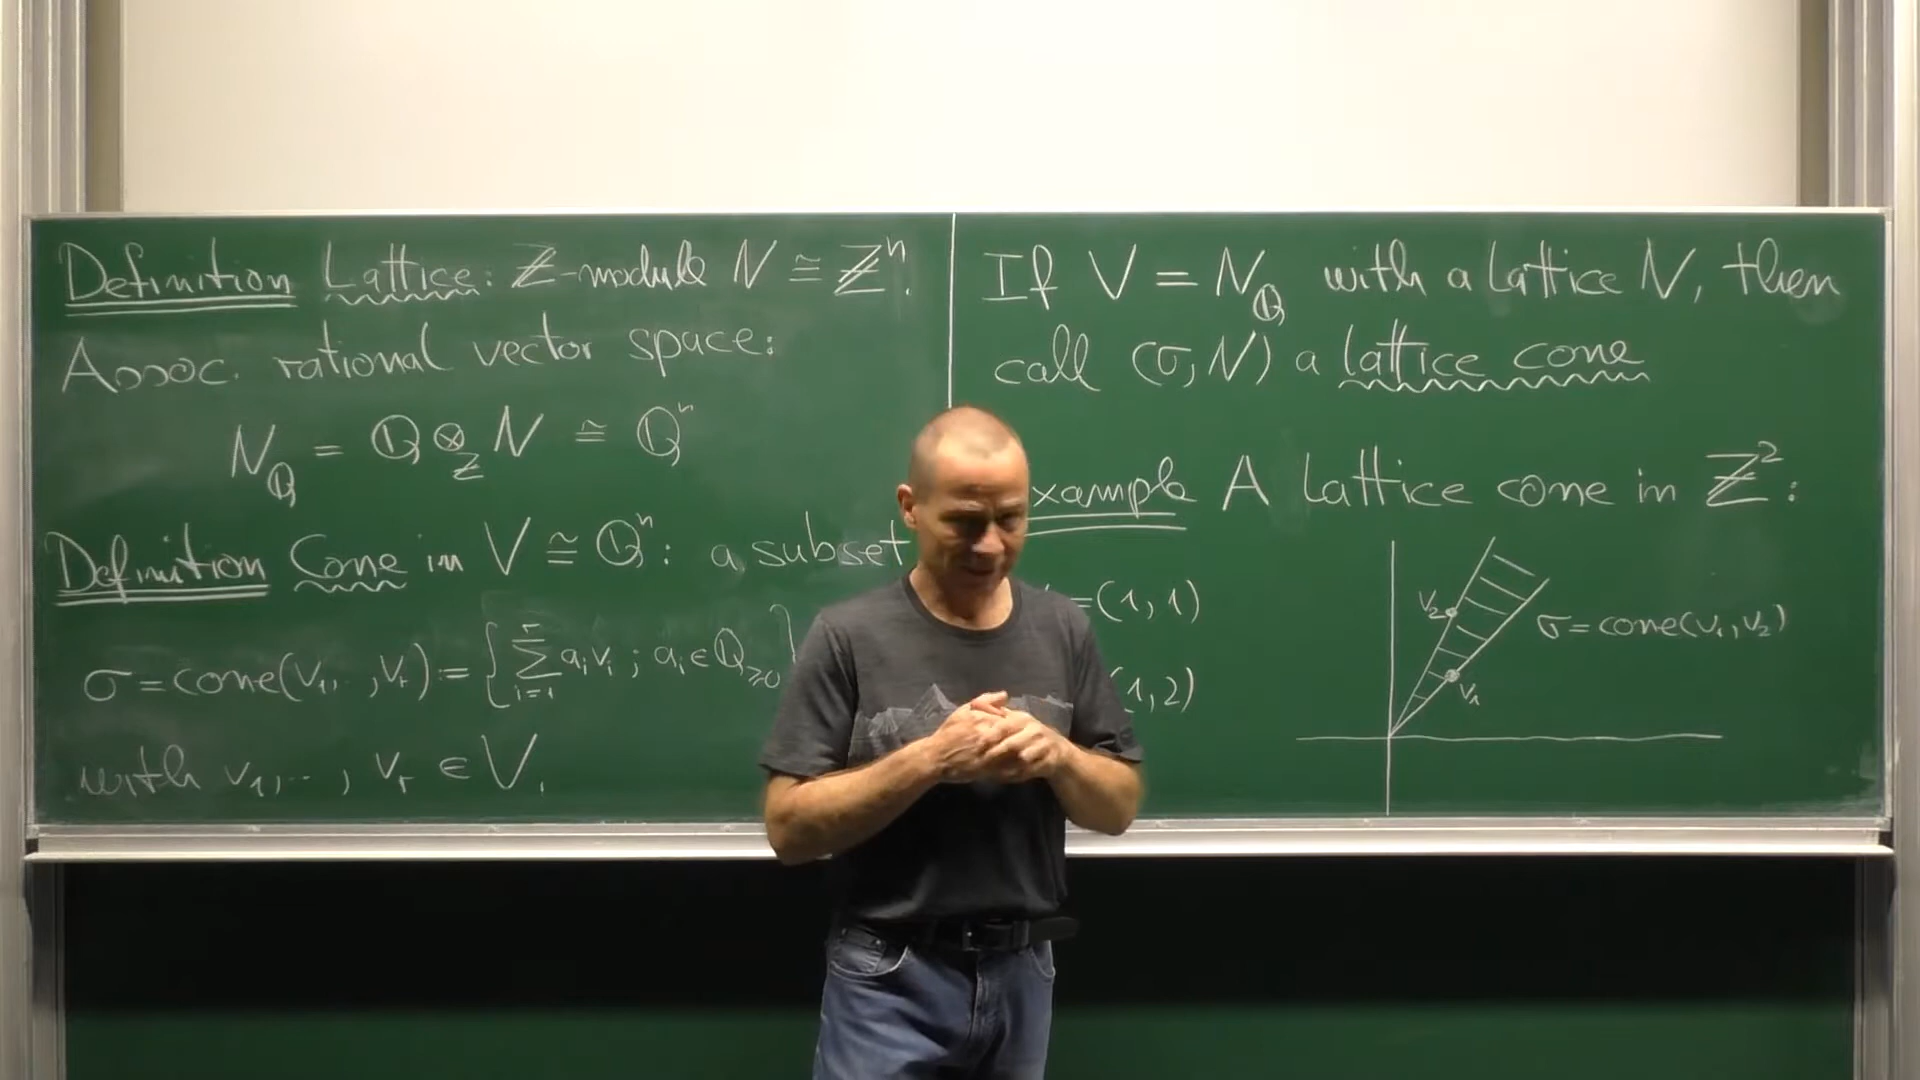 Definition Lattice: ℤ-module N ≅ ℤⁿ.
Assoc. rational vector space:
N_ℚ = ℚ ⊗_ℤ N ≅ ℚⁿ
Definition Cone in V ≅ ℚⁿ: a subset
σ = cone(v₁,..,v_r) = { ∑_{i=1}^r a_i v_i ; a_i ∈ ℚ_≥0 }
with v₁, .. , v_r ∈ V.
If V = N_ℚ with a lattice N, then
call (σ, N) a lattice cone
xample A lattice cone in ℤ²:
=(1,1)
(1,2)
v₂
v₁
σ = cone(v₁, v₂)